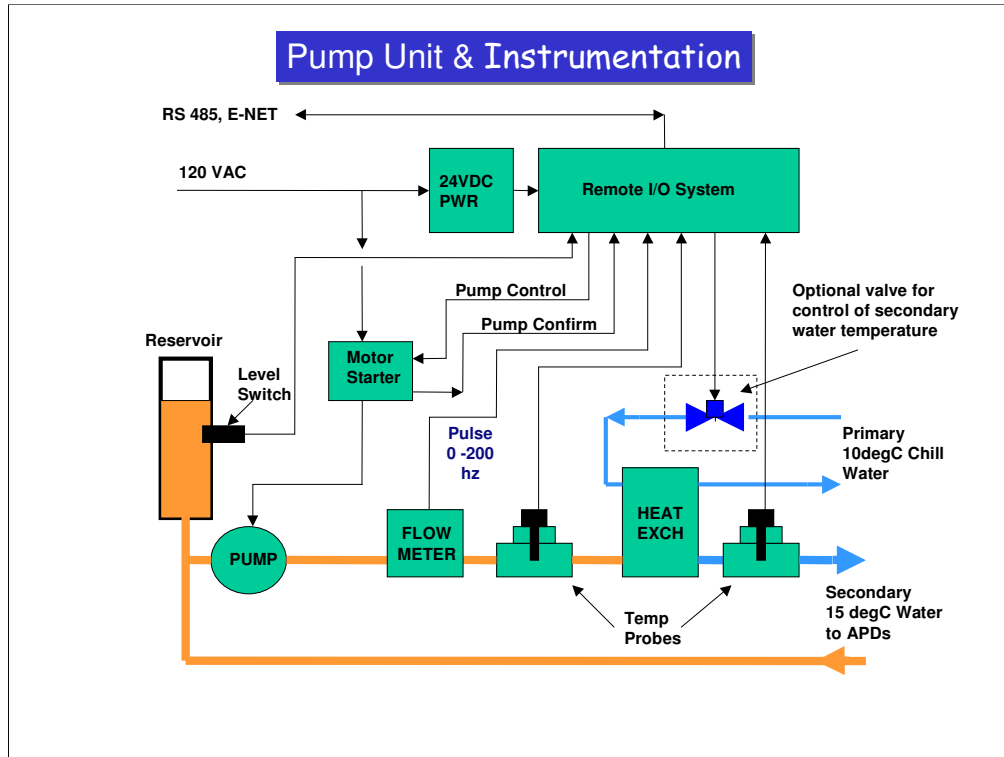 Pump Unit & Instrumentation
RS 485, E-NET
120 VAC
24VDC
PWR
Remote I/O System
Pump Control
Pump Confirm
Optional valve for
control of secondary
water temperature
Reservoir
Level
Switch
Motor
Starter
Pulse
0 -200
hz
Primary
10degC Chill
Water
HEAT
EXCH
FLOW
METER
PUMP
Temp
Probes
Secondary
15 degC Water
to APDs